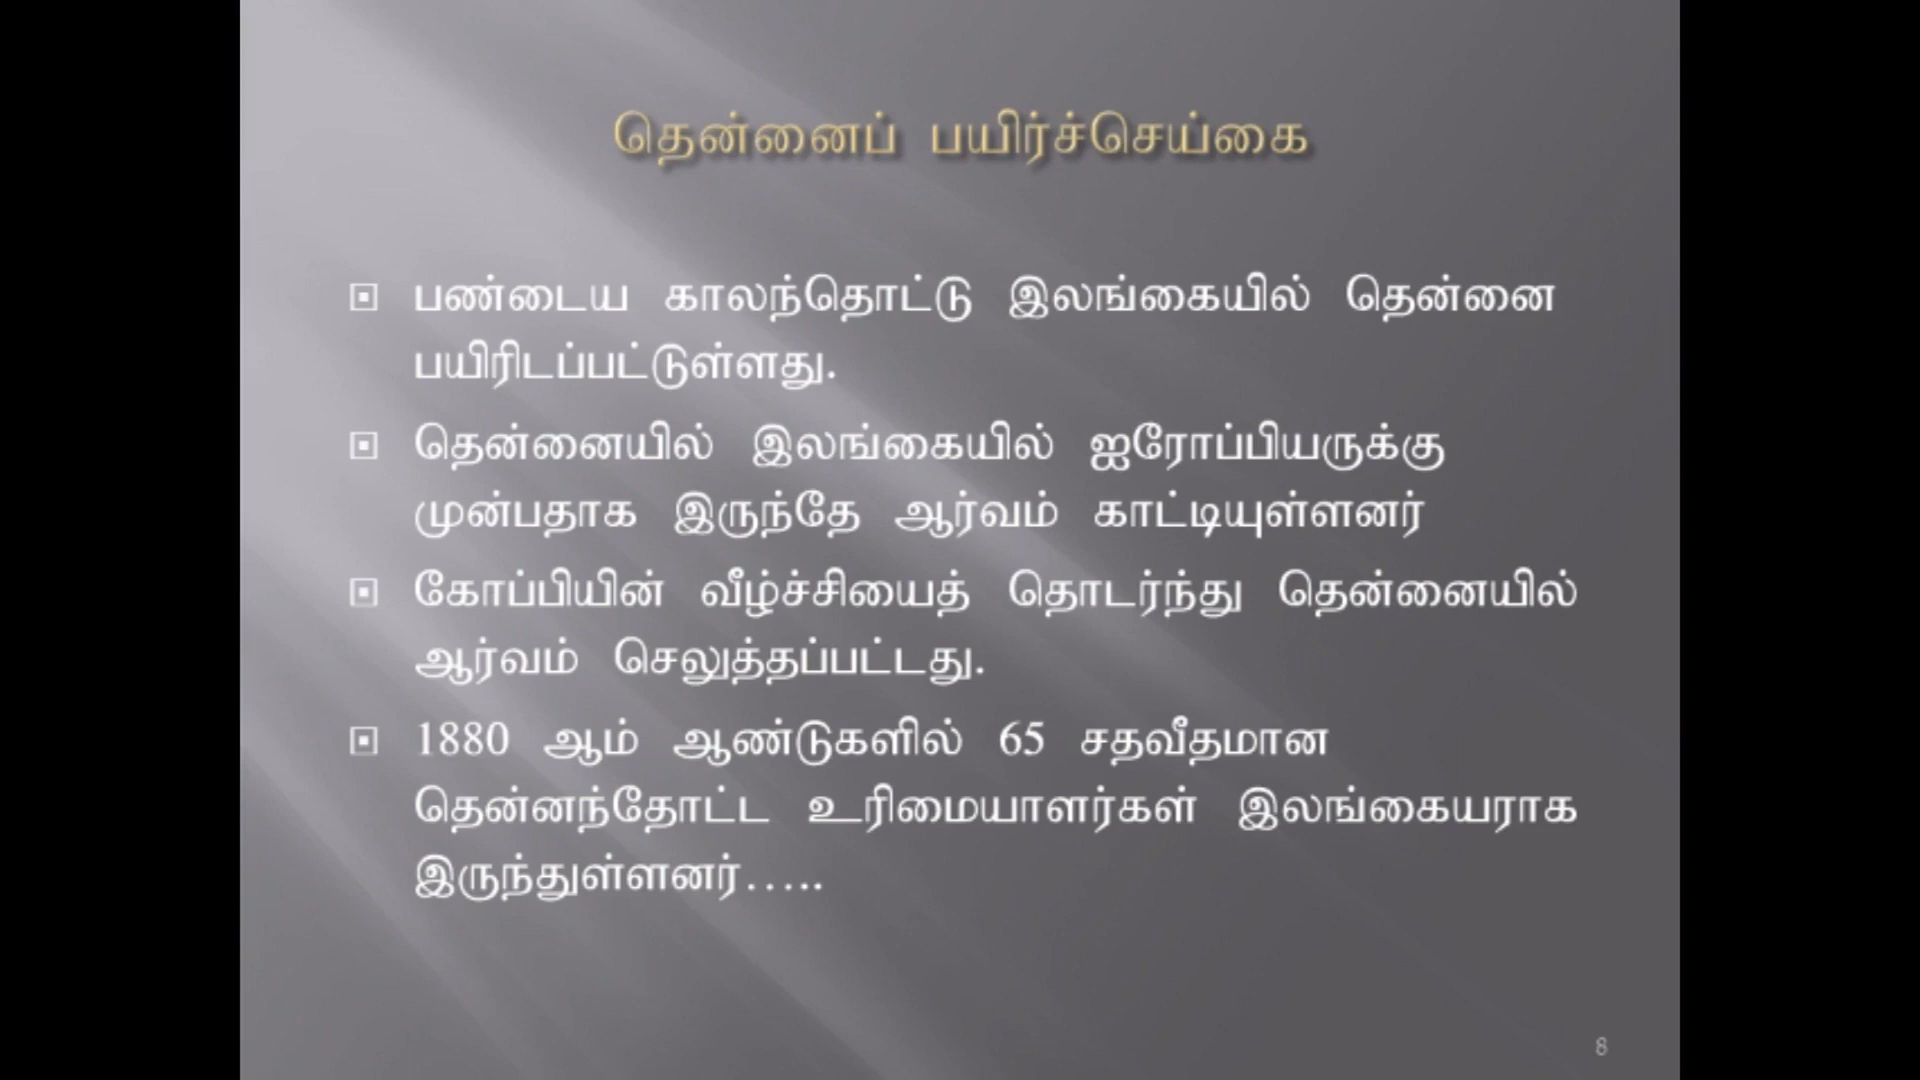 தென்னைப் பயிர்ச்செய்கை
பண்டைய காலந்தொட்டு இலங்கையில் தென்னை
பயிரிடப்பட்டுள்ளது.
தென்னையில் இலங்கையில் ஐரோப்பியருக்கு
முன்பதாக இருந்தே ஆர்வம் காட்டியுள்ளனர்
கோப்பியின் வீழ்ச்சியைத் தொடர்ந்து தென்னையில்
ஆர்வம் செலுத்தப்பட்டது.
1880 ஆம் ஆண்டுகளில் 65 சதவீதமான
தென்னந்தோட்ட உரிமையாளர்கள் இலங்கையராக
இருந்துள்ளனர்…..
8